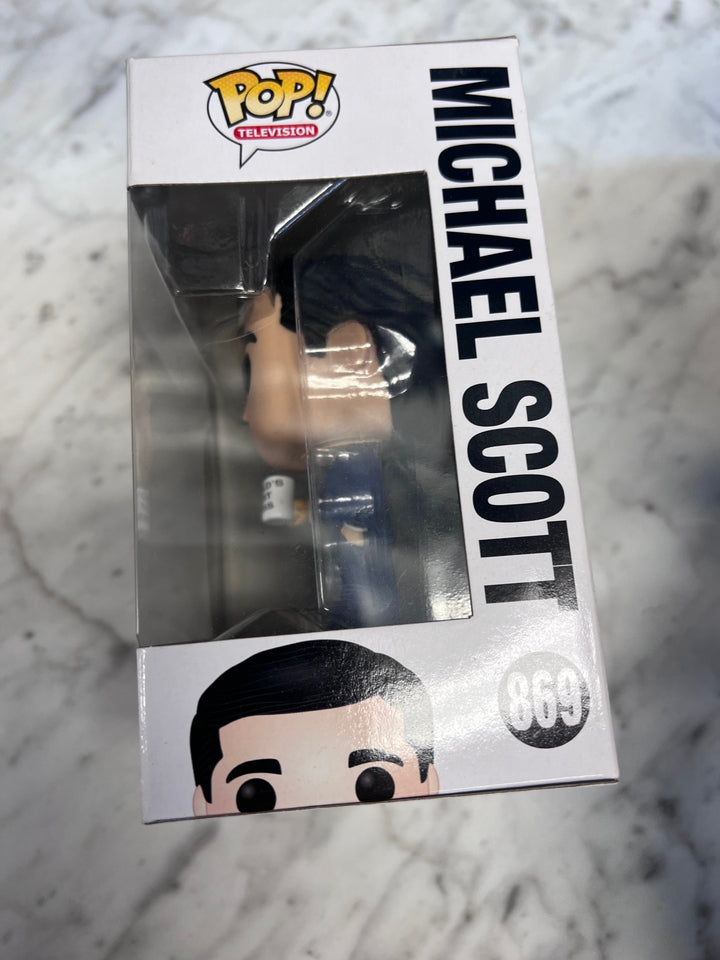 POP!
TELEVISION
MICHAEL SCOTT
869